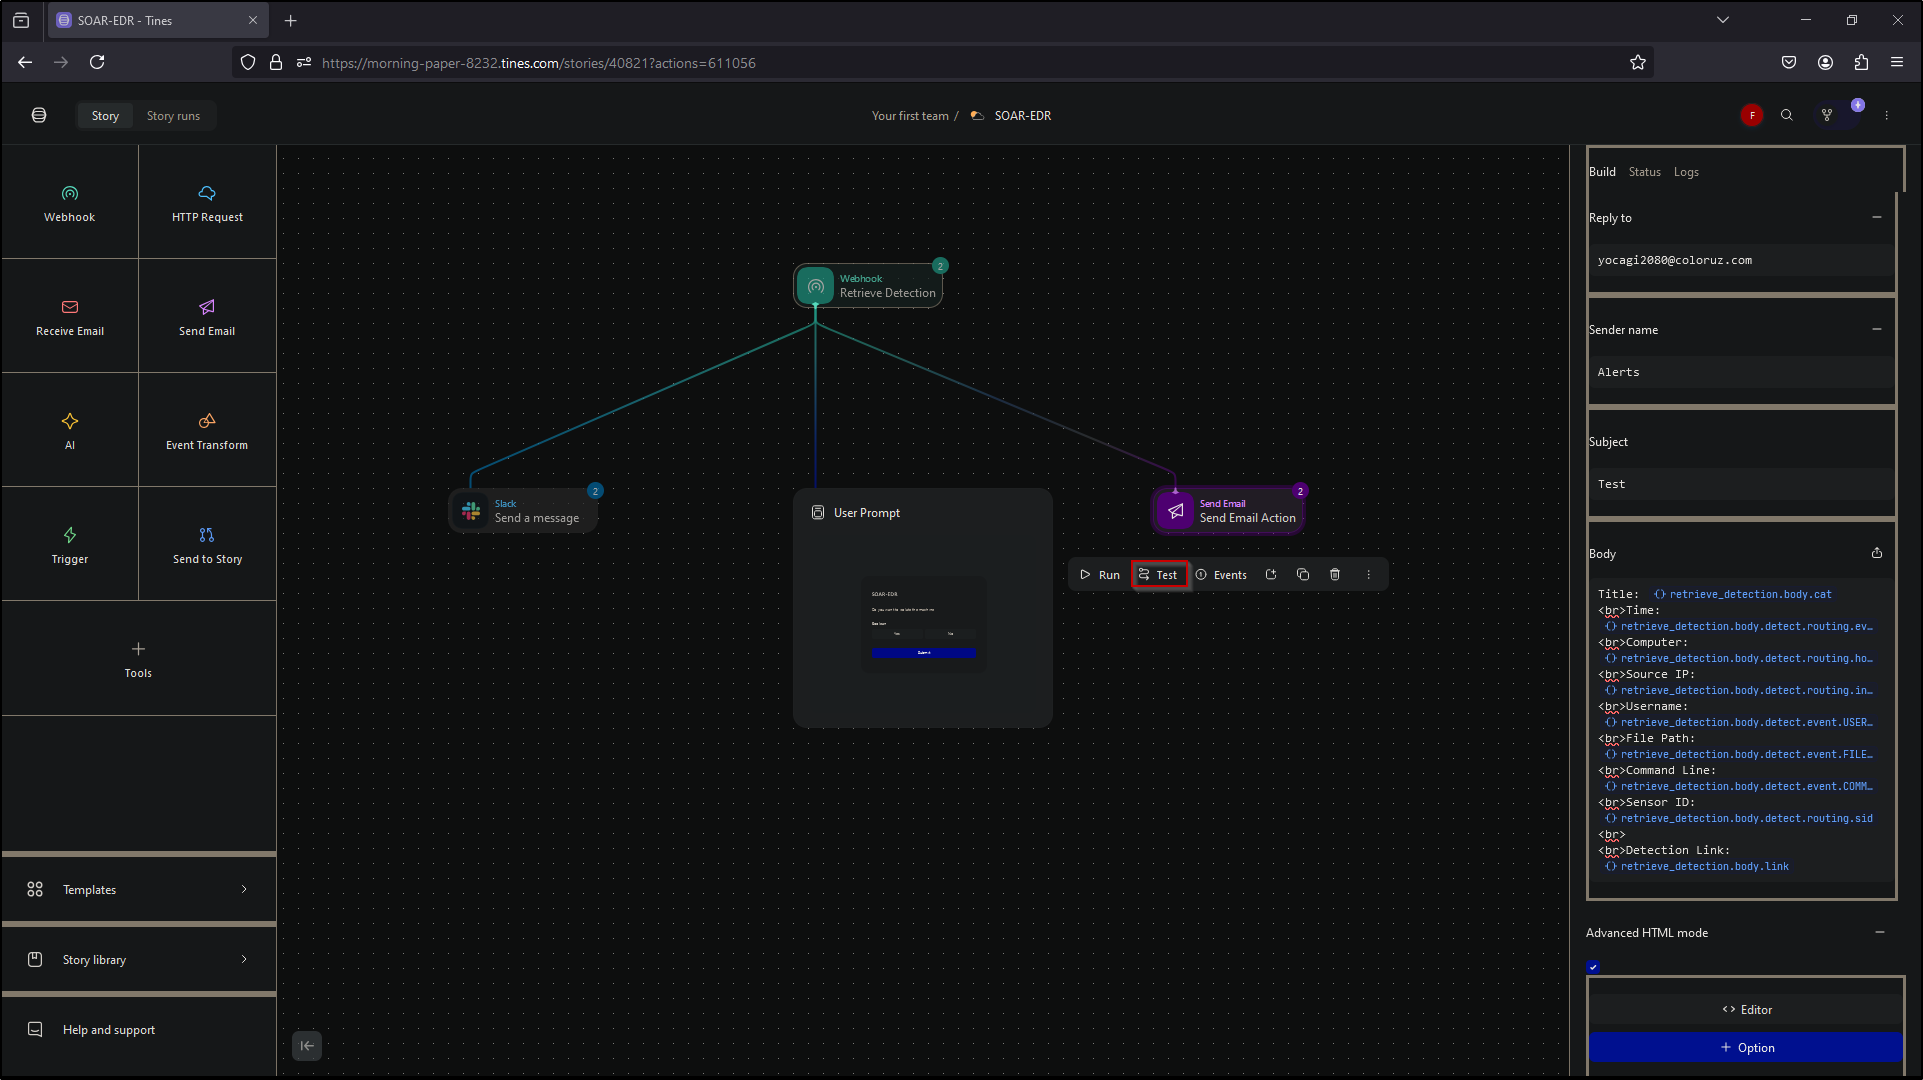 SOAR-EDR - Tines
https://morning-paper-8232.tines.com/stories/40821?actions=611056
Story
Story runs
Your first team / SOAR-EDR
F
Webhook
HTTP Request
Receive Email
Send Email
AI
Event Transform
Trigger
Send to Story
Tools
Templates
Story library
Help and support
2
Webhook
Retrieve Detection
2
Slack
Send a message
User Prompt
SOAR-EDR
Submit
2
Send Email
Send Email Action
Run
Test
Events
Build
Status
Logs
Reply to
yocagi2080@coloruz.com
Sender name
Alerts
Subject
Test
Body
Title: retrieve_detection.body.cat
<br>Time:
retrieve_detection.body.detect.routing.ev…
<br>Computer:
retrieve_detection.body.detect.routing.ho…
<br>Source IP:
retrieve_detection.body.detect.routing.in…
<br>Username:
retrieve_detection.body.detect.event.USER…
<br>File Path:
retrieve_detection.body.detect.event.FILE…
<br>Command Line:
retrieve_detection.body.detect.event.COMM…
<br>Sensor ID:
retrieve_detection.body.detect.routing.sid
<br>
<br>Detection Link:
retrieve_detection.body.link
Advanced HTML mode
<> Editor
+ Option